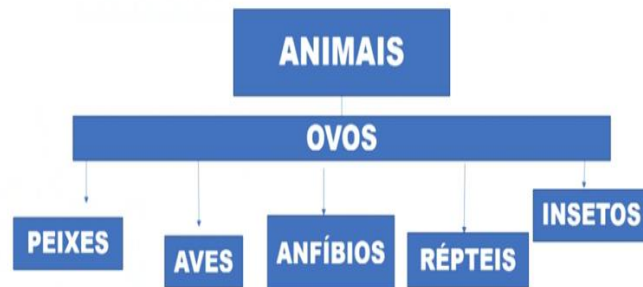 ANIMAIS
OVOS
PEIXES
AVES
ANFÍBIOS
RÉPTEIS
INSETOS